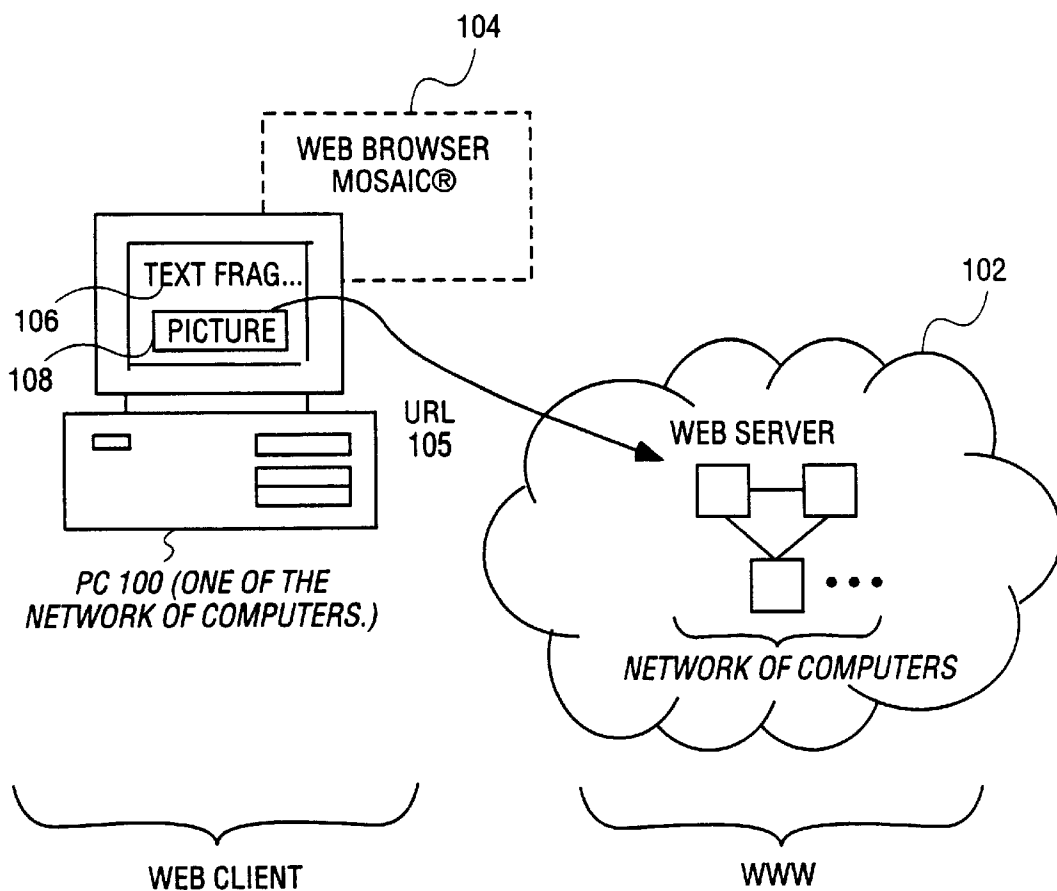 104
WEB BROWSER
MOSAIC®
TEXT FRAG...
106
PICTURE
108
102
URL
105
WEB SERVER
PC 100 (ONE OF THE
NETWORK OF COMPUTERS.)
• • •
NETWORK OF COMPUTERS
WEB CLIENT
WWW